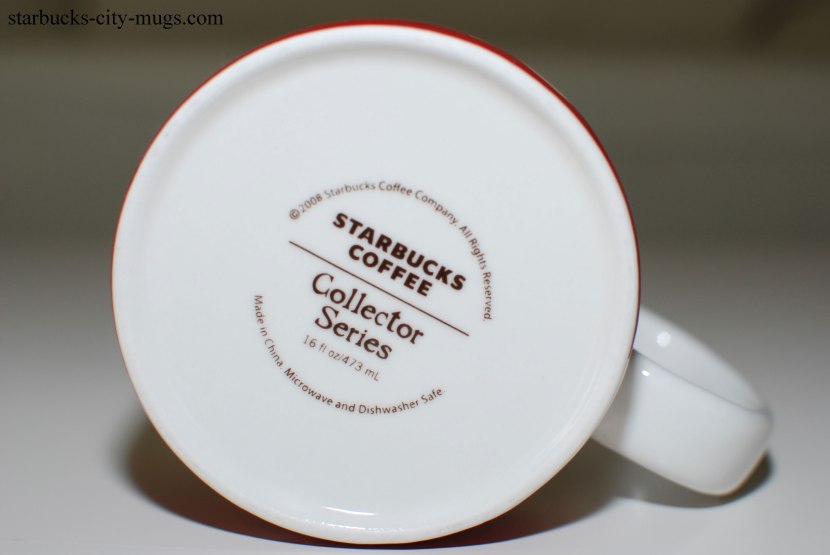 starbucks-city-mugs.com
©2008 Starbucks Coffee Company. All Rights Reserved.
STARBUCKS
COFFEE
Collector
Series
16 fl oz/473 mL
Made in China. Microwave and Dishwasher Safe